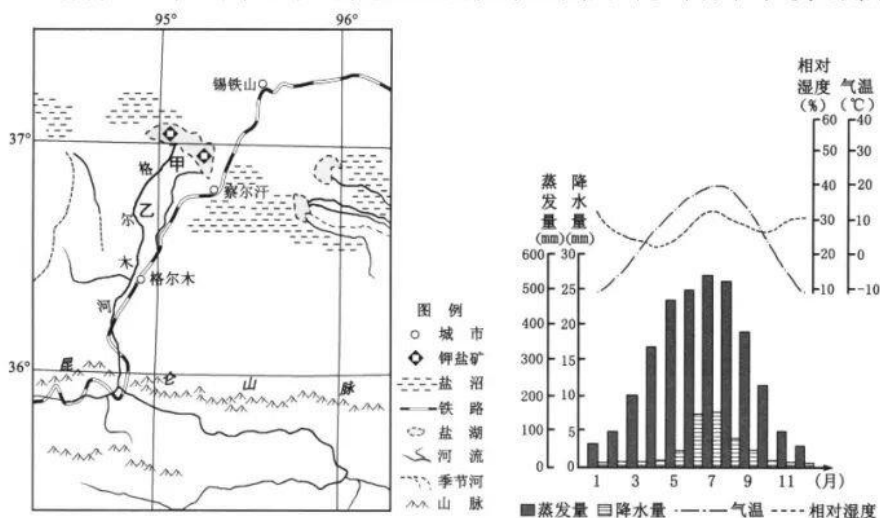 95°
96°
锡铁山
37°
格
甲
察尔汗
尔
乙
木
格尔木
河
36°
昆
仑
山
脉
图 例
城 市
钾盐矿
盐 沼
铁 路
盐 湖
河 流
季节河
山 脉
相对
湿度 气温
(%) (℃)
60 40
50 30
40 20
30 10
20 0
10 -10
蒸 降
发 水
量 量
(mm) (mm)
600 30
500 25
400 20
300 15
200 10
100 5
0 0
1 3 5 7 9 11 (月)
蒸发量 降水量 气温 相对湿度